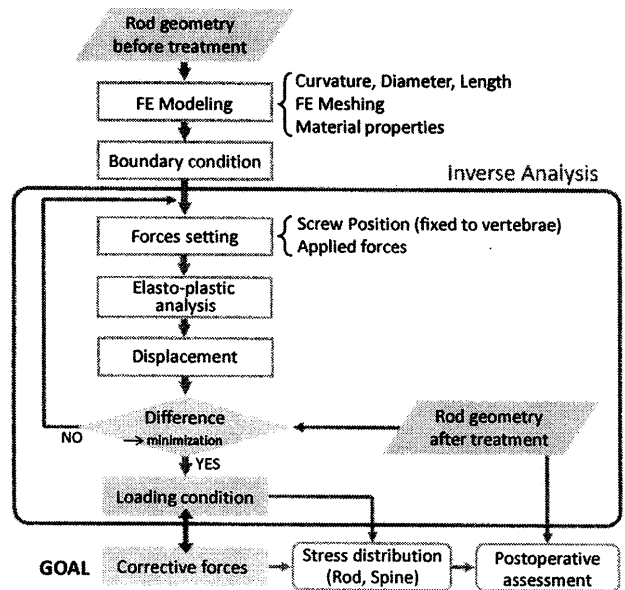 Rod geometry
before treatment
FE Modeling
Curvature, Diameter, Length
FE Meshing
Material properties
Boundary condition
Inverse Analysis
Forces setting
Screw Position (fixed to vertebrae)
Applied forces
Elasto-plastic
analysis
Displacement
Difference
→ minimization
NO
YES
Rod geometry
after treatment
Loading condition
GOAL
Corrective forces
Stress distribution
(Rod, Spine)
Postoperative
assessment